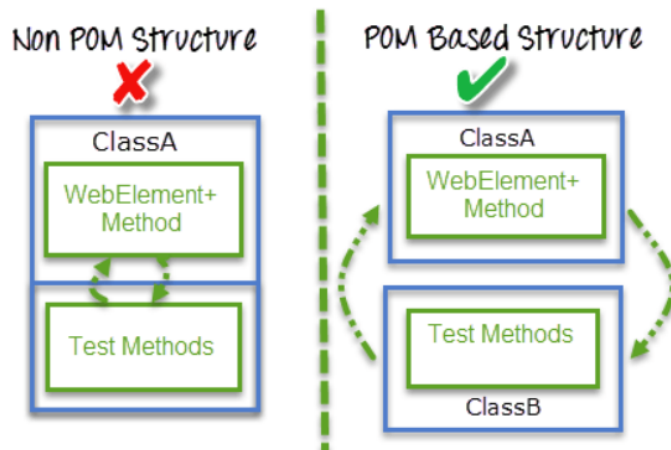 Non POM Structure
ClassA
WebElement+
Method
Test Methods
POM Based Structure
ClassA
WebElement+
Method
Test Methods
ClassB